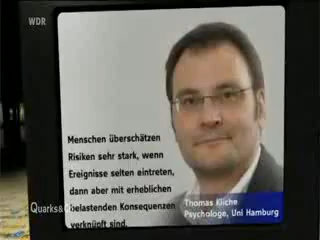 WDR
Menschen überschätzen
Risiken sehr stark, wenn
Ereignisse selten eintreten,
dann aber mit erheblichen
belastenden Konsequenzen
verknüpft sind.
Thomas Kliche
Psychologe, Uni Hamburg
Quarks&